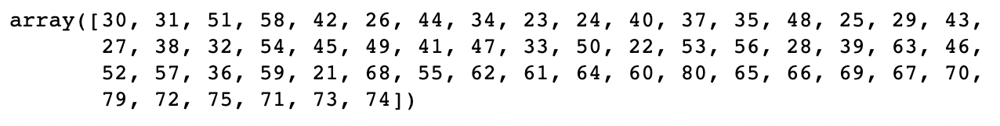 array([30, 31, 51, 58, 42, 26, 44, 34, 23, 24, 40, 37, 35, 48, 25, 29, 43,
27, 38, 32, 54, 45, 49, 41, 47, 33, 50, 22, 53, 56, 28, 39, 63, 46,
52, 57, 36, 59, 21, 68, 55, 62, 61, 64, 60, 80, 65, 66, 69, 67, 70,
79, 72, 75, 71, 73, 74])